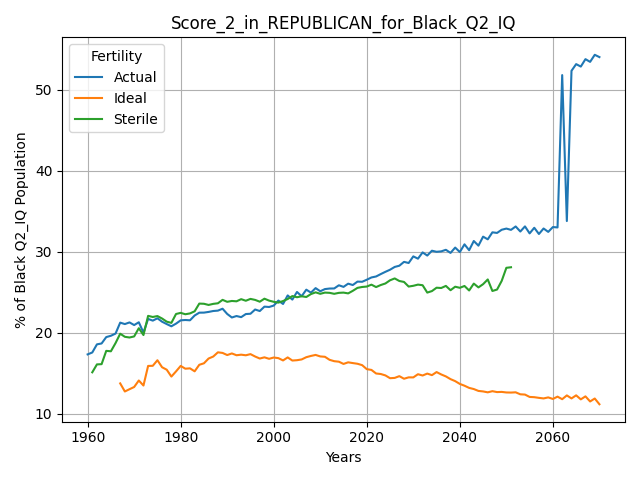 Score_2_in_REPUBLICAN_for_Black_Q2_IQ
Fertility
Actual
Ideal
Sterile
% of Black Q2_IQ Population
50
40
30
20
10
1960 1980 2000 2020 2040 2060
Years